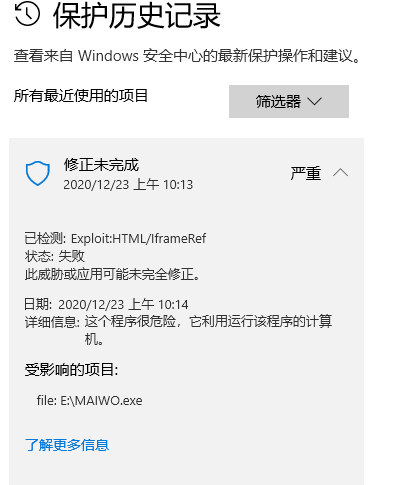 保护历史记录
查看来自 Windows 安全中心的最新保护操作和建议。
所有最近使用的项目
筛选器
修正未完成
严重
2020/12/23 上午 10:13
已检测: Exploit:HTML/IframeRef
状态: 失败
此威胁或应用可能未完全修正。
日期: 2020/12/23 上午 10:14
详细信息: 这个程序很危险，它利用运行该程序的计算
机。
受影响的项目:
file: E:\MAIWO.exe
了解更多信息